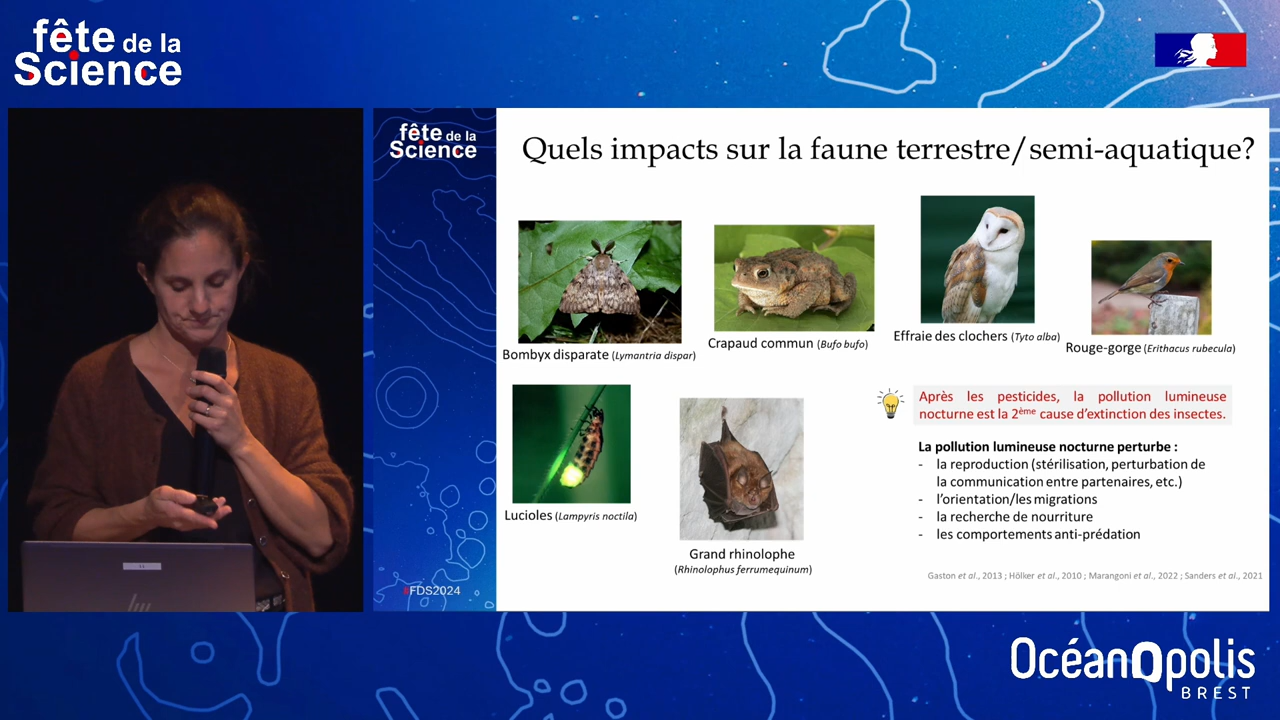 fête de la
Science
fête de la
Science
Quels impacts sur la faune terrestre/semi-aquatique?
Bombyx disparate (Lymantria dispar)
Crapaud commun (Bufo bufo)
Effraie des clochers (Tyto alba)
Rouge-gorge (Erithacus rubecula)
Lucioles (Lampyris noctila)
Grand rhinolophe
(Rhinolophus ferrumequinum)
Après les pesticides, la pollution lumineuse
nocturne est la 2ème cause d'extinction des insectes.
La pollution lumineuse nocturne perturbe :
- la reproduction (stérilisation, perturbation de
la communication entre partenaires, etc.)
- l'orientation/les migrations
- la recherche de nourriture
- les comportements anti-prédation
Gaston et al., 2013 ; Hölker et al., 2010 ; Marangoni et al., 2022 ; Sanders et al., 2021
#FDS2024
hp
OcéanOpolis
BREST